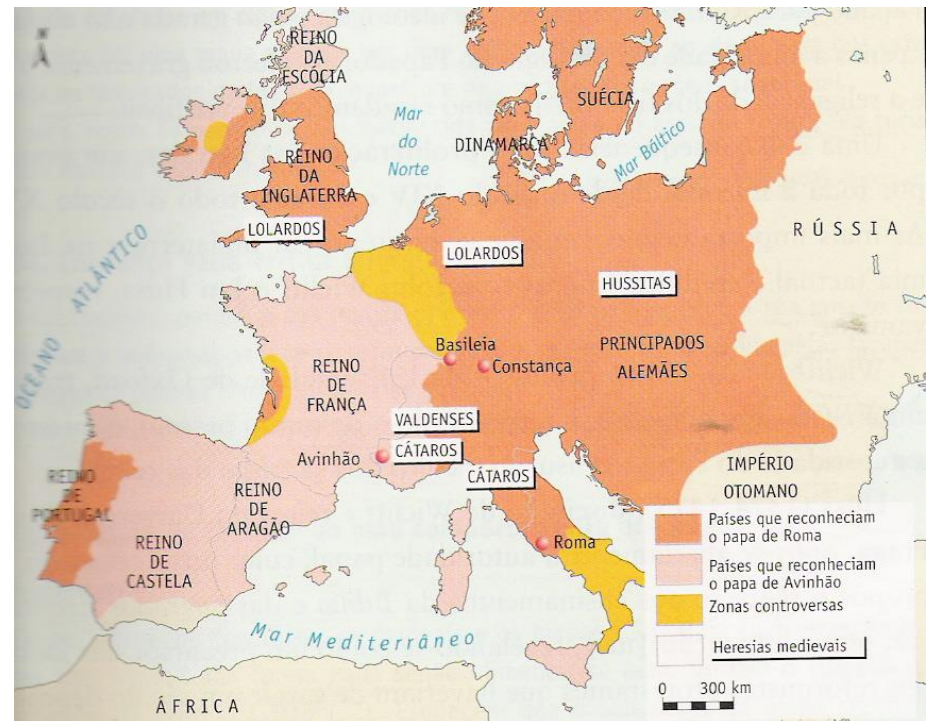 N
REINO
DA
ESCÓCIA
Mar
do
Norte
SUÉCIA
DINAMARCA
Mar Báltico
REINO
DA
INGLATERRA
LOLARDOS
LOLARDOS
RÚSSIA
HUSSITAS
OCEANO ATLÂNTICO
Basileia
Constança
PRINCIPADOS
ALEMÃES
REINO
DE
FRANÇA
VALDENSES
Avinhão
CÁTAROS
CÁTAROS
IMPÉRIO
OTOMANO
REINO
DE
PORTUGAL
REINO
DE
ARAGÃO
REINO
DE
CASTELA
Roma
Mar Mediterrâneo
ÁFRICA
Países que reconheciam
o papa de Roma
Países que reconheciam
o papa de Avinhão
Zonas controversas
Heresias medievais
0 300 km